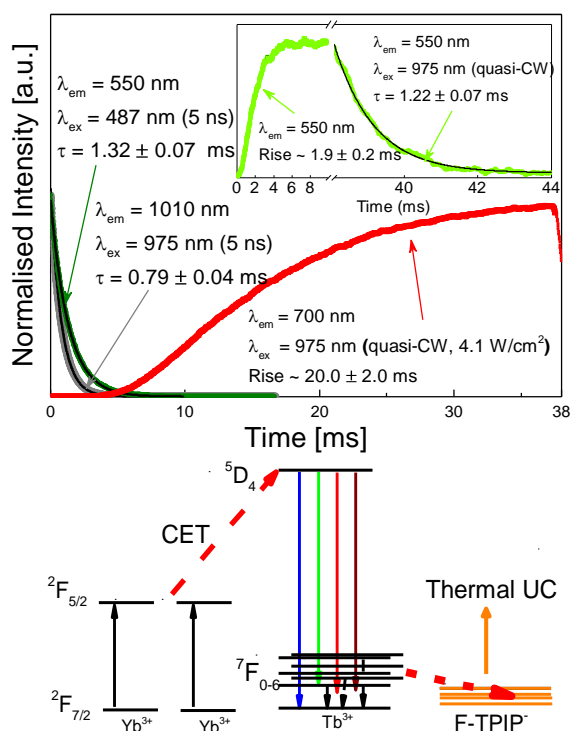 Normalised Intensity [a.u.]
λem = 550 nm
λex = 487 nm (5 ns)
τ = 1.32 ± 0.07 ms
λem = 1010 nm
λex = 975 nm (5 ns)
τ = 0.79 ± 0.04 ms
λem = 550 nm
λex = 975 nm (quasi-CW)
τ = 1.22 ± 0.07 ms
λem = 550 nm
Rise ~ 1.9 ± 0.2 ms
0 2 4 6 8 40 42 44
Time (ms)
λem = 700 nm
λex = 975 nm (quasi-CW, 4.1 W/cm²)
Rise ~ 20.0 ± 2.0 ms
0 10 20 30 38
Time [ms]
⁵D₄
CET
²F5/2
Thermal UC
⁷F0-6
²F7/2
Yb³⁺ Yb³⁺ Tb³⁺ F-TPIP⁻